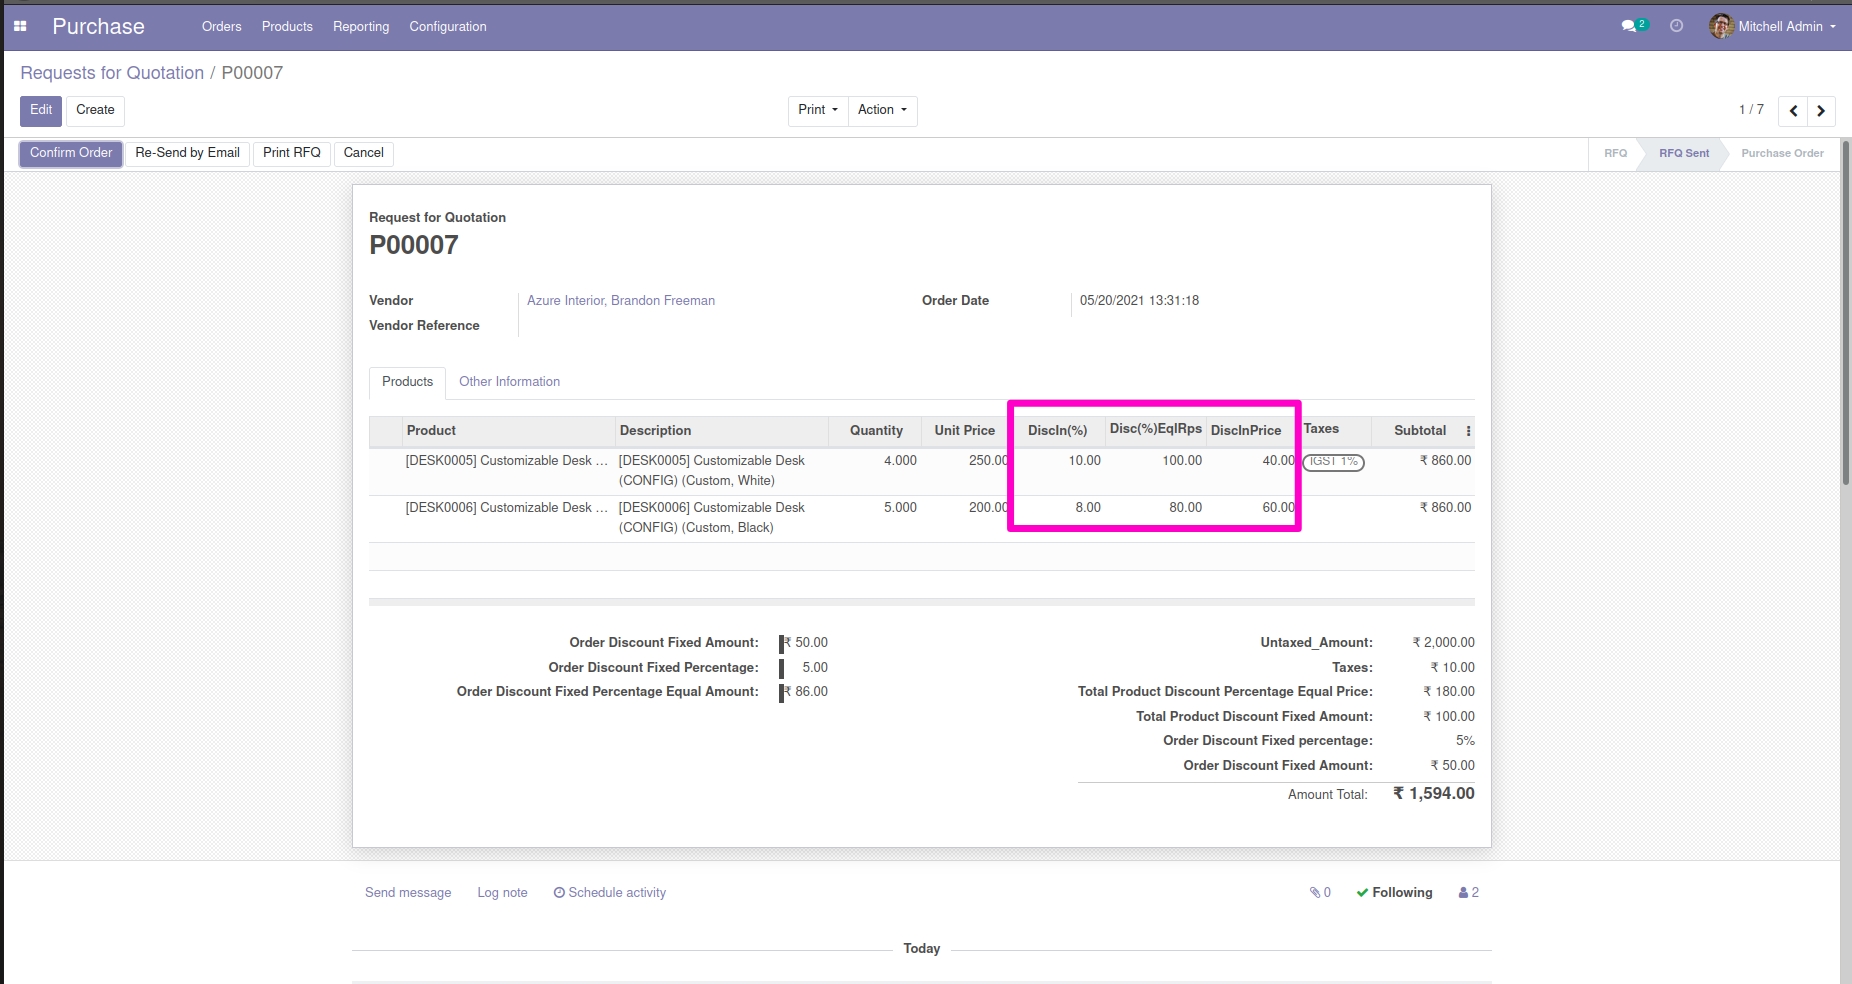 Purchase Orders Products Reporting Configuration 2 Mitchell Admin
Requests for Quotation / P00007
Edit Create Print Action 1 / 7
Confirm Order Re-Send by Email Print RFQ Cancel RFQ RFQ Sent Purchase Order
Request for Quotation
P00007
Vendor Azure Interior, Brandon Freeman Order Date 05/20/2021 13:31:18
Vendor Reference
Products Other Information
Product Description Quantity Unit Price DiscIn(%) Disc(%)EqlRps DiscInPrice Taxes Subtotal
[DESK0005] Customizable Desk ... [DESK0005] Customizable Desk 4.000 250.00 10.00 100.00 40.00 IGST 1% ₹ 860.00
(CONFIG) (Custom, White)
[DESK0006] Customizable Desk ... [DESK0006] Customizable Desk 5.000 200.00 8.00 80.00 60.00 ₹ 860.00
(CONFIG) (Custom, Black)
Order Discount Fixed Amount: ₹ 50.00
Order Discount Fixed Percentage: 5.00
Order Discount Fixed Percentage Equal Amount: ₹ 86.00
Untaxed_Amount: ₹ 2,000.00
Taxes: ₹ 10.00
Total Product Discount Percentage Equal Price: ₹ 180.00
Total Product Discount Fixed Amount: ₹ 100.00
Order Discount Fixed percentage: 5%
Order Discount Fixed Amount: ₹ 50.00
Amount Total: ₹ 1,594.00
Send message Log note Schedule activity 0 Following 2
Today